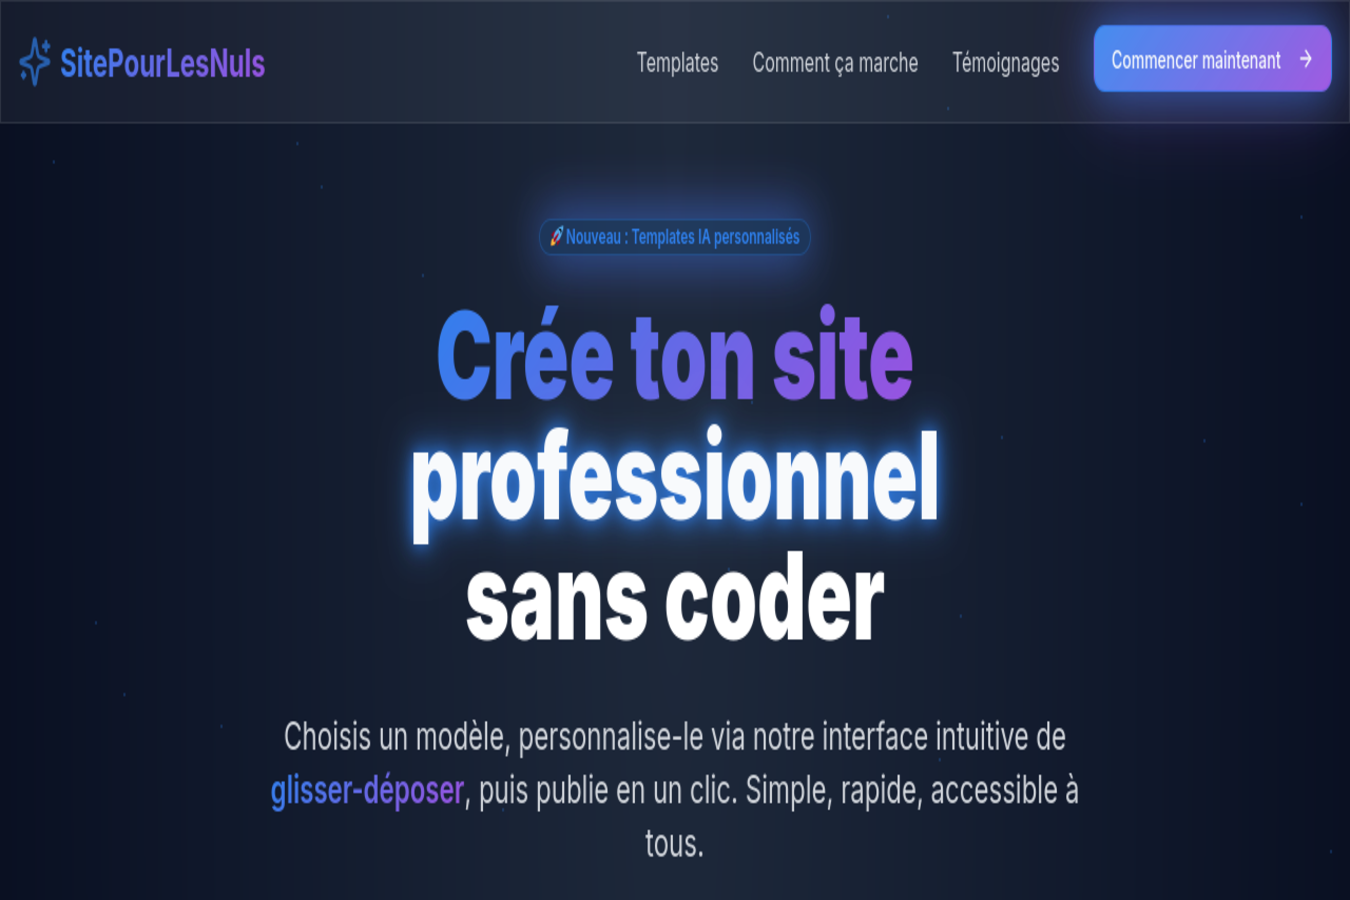 SitePourLesNuls
Templates
Comment ça marche
Témoignages
Commencer maintenant →
🚀 Nouveau : Templates IA personnalisés
Crée ton site
professionnel
sans coder
Choisis un modèle, personnalise-le via notre interface intuitive de
glisser-déposer, puis publie en un clic. Simple, rapide, accessible à
tous.